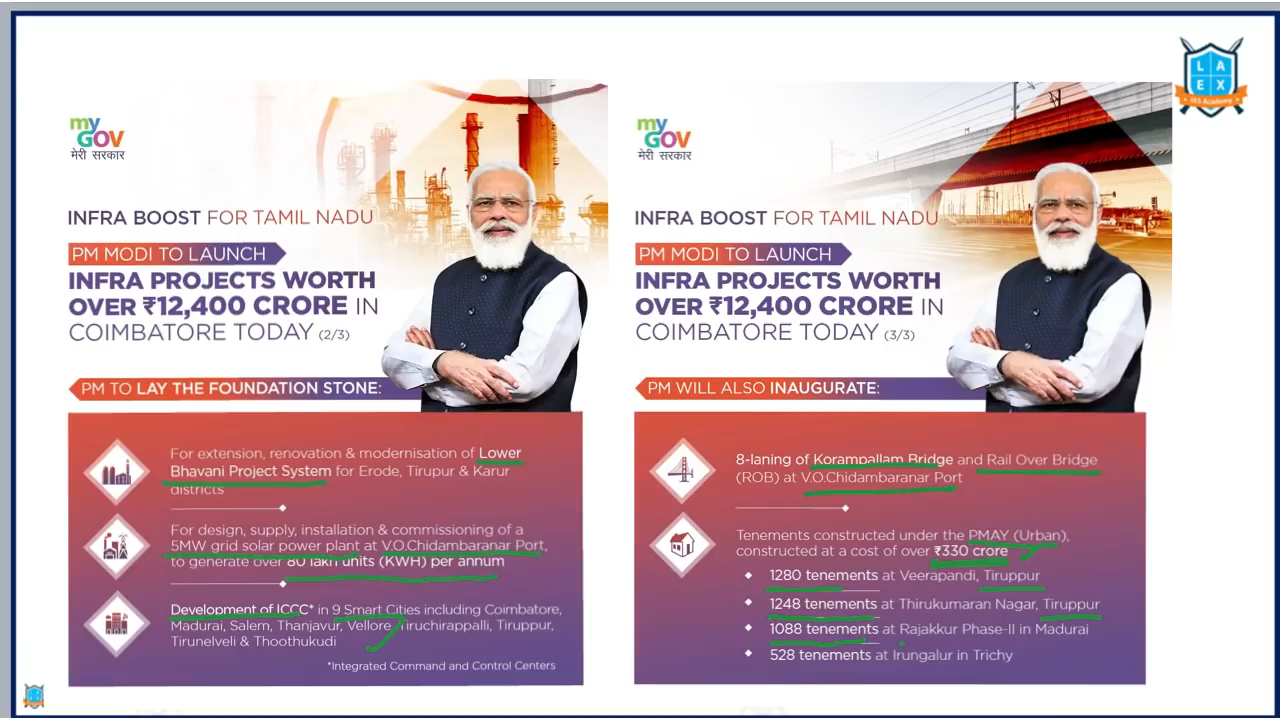 L A
E X
IAS Academy
my
GOV
मेरी सरकार
INFRA BOOST FOR TAMIL NADU
PM MODI TO LAUNCH
INFRA PROJECTS WORTH
OVER ₹12,400 CRORE IN
COIMBATORE TODAY (2/3)
PM TO LAY THE FOUNDATION STONE:
For extension, renovation & modernisation of Lower
Bhavani Project System for Erode, Tirupur & Karur
districts
For design, supply, installation & commissioning of a
5MW grid solar power plant at V.O.Chidambaranar Port,
to generate over 80 lakh units (KWH) per annum
Development of ICCC* in 9 Smart Cities including Coimbatore,
Madurai, Salem, Thanjavur, Vellore, Tiruchirappalli, Tiruppur,
Tirunelveli & Thoothukudi
*Integrated Command and Control Centers
my
GOV
मेरी सरकार
INFRA BOOST FOR TAMIL NADU
PM MODI TO LAUNCH
INFRA PROJECTS WORTH
OVER ₹12,400 CRORE IN
COIMBATORE TODAY (3/3)
PM WILL ALSO INAUGURATE:
8-laning of Korampallam Bridge and Rail Over Bridge
(ROB) at V.O.Chidambaranar Port
Tenements constructed under the PMAY (Urban),
constructed at a cost of over ₹330 crore
1280 tenements at Veerapandi, Tiruppur
1248 tenements at Thirukumaran Nagar, Tiruppur
1088 tenements at Rajakkur Phase-II in Madurai
528 tenements at Irungalur in Trichy